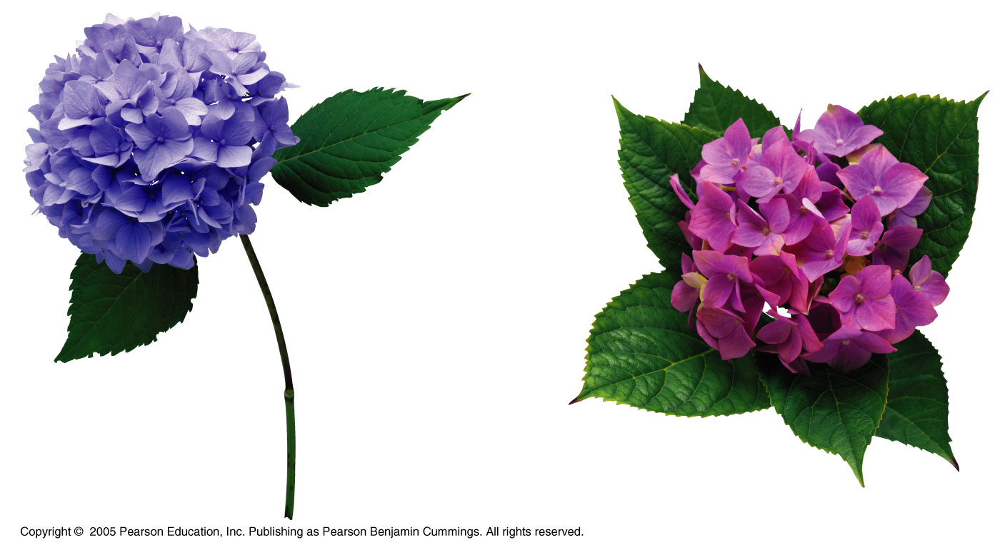 Copyright © 2005 Pearson Education, Inc. Publishing as Pearson Benjamin Cummings. All rights reserved.